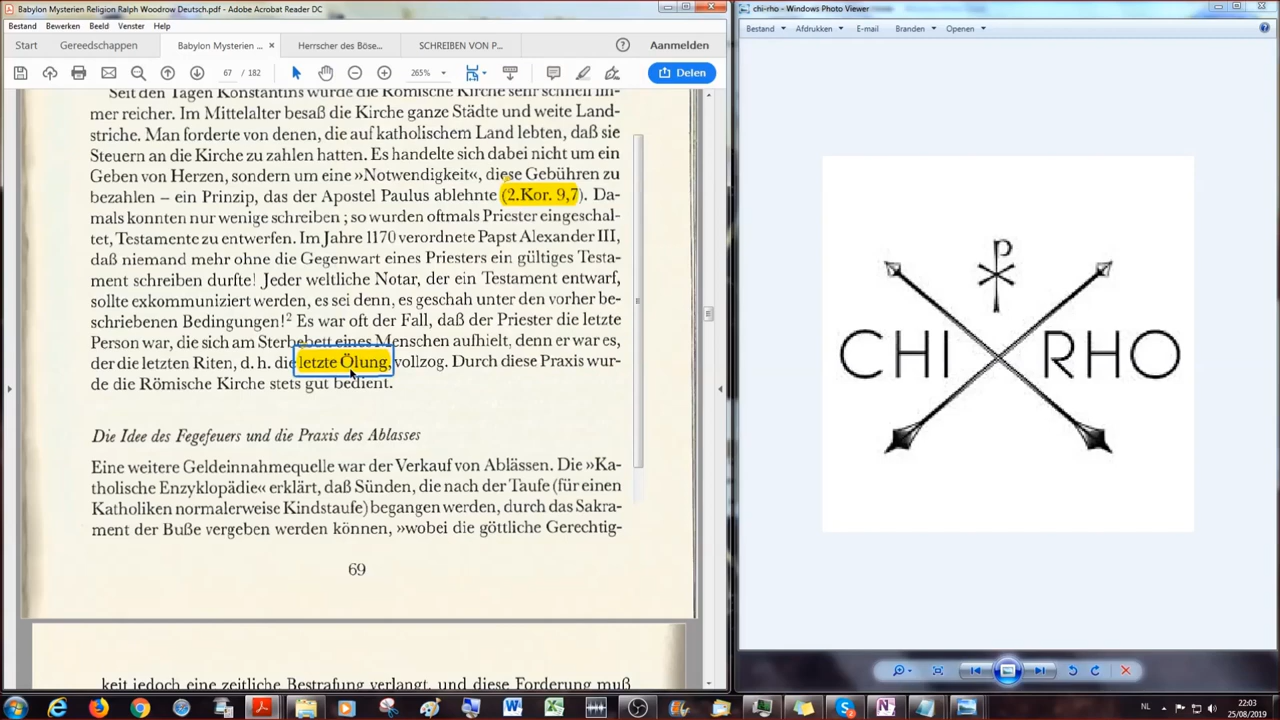 Babylon Mysterien Religion Ralph Woodrow Deutsch.pdf - Adobe Acrobat Reader DC
Bestand Bewerken Beeld Venster Help
Start Gereedschappen Babylon Mysterien ... × Herrscher des Böse... SCHREIBEN VON P... Anmelden
67 / 182 265% Delen
Seit den Tagen Konstantins wurde die Römische Kirche sehr schnell im-
mer reicher. Im Mittelalter besaß die Kirche ganze Städte und weite Land-
striche. Man forderte von denen, die auf katholischem Land lebten, daß sie
Steuern an die Kirche zu zahlen hatten. Es handelte sich dabei nicht um ein
Geben von Herzen, sondern um eine »Notwendigkeit«, diese Gebühren zu
bezahlen – ein Prinzip, das der Apostel Paulus ablehnte (2.Kor. 9,7). Da-
mals konnten nur wenige schreiben ; so wurden oftmals Priester eingeschal-
tet, Testamente zu entwerfen. Im Jahre 1170 verordnete Papst Alexander III,
daß niemand mehr ohne die Gegenwart eines Priesters ein gültiges Testa-
ment schreiben durfte! Jeder weltliche Notar, der ein Testament entwarf,
sollte exkommuniziert werden, es sei denn, es geschah unter den vorher be-
schriebenen Bedingungen!² Es war oft der Fall, daß der Priester die letzte
Person war, die sich am Sterbebett eines Menschen aufhielt, denn er war es,
der die letzten Riten, d. h. die letzte Ölung, vollzog. Durch diese Praxis wur-
de die Römische Kirche stets gut bedient.
Die Idee des Fegefeuers und die Praxis des Ablasses
Eine weitere Geldeinnahmequelle war der Verkauf von Ablässen. Die »Ka-
tholische Enzyklopädie« erklärt, daß Sünden, die nach der Taufe (für einen
Katholiken normalerweise Kindstaufe) begangen werden, durch das Sakra-
ment der Buße vergeben werden können, »wobei die göttliche Gerechtig-
69
keit jedoch eine zeitliche Bestrafung verlangt, und diese Forderung muß
chi-rho - Windows Photo Viewer
Bestand Afdrukken E-mail Branden Openen
CHI RHO
NL 22:03
25/08/2019